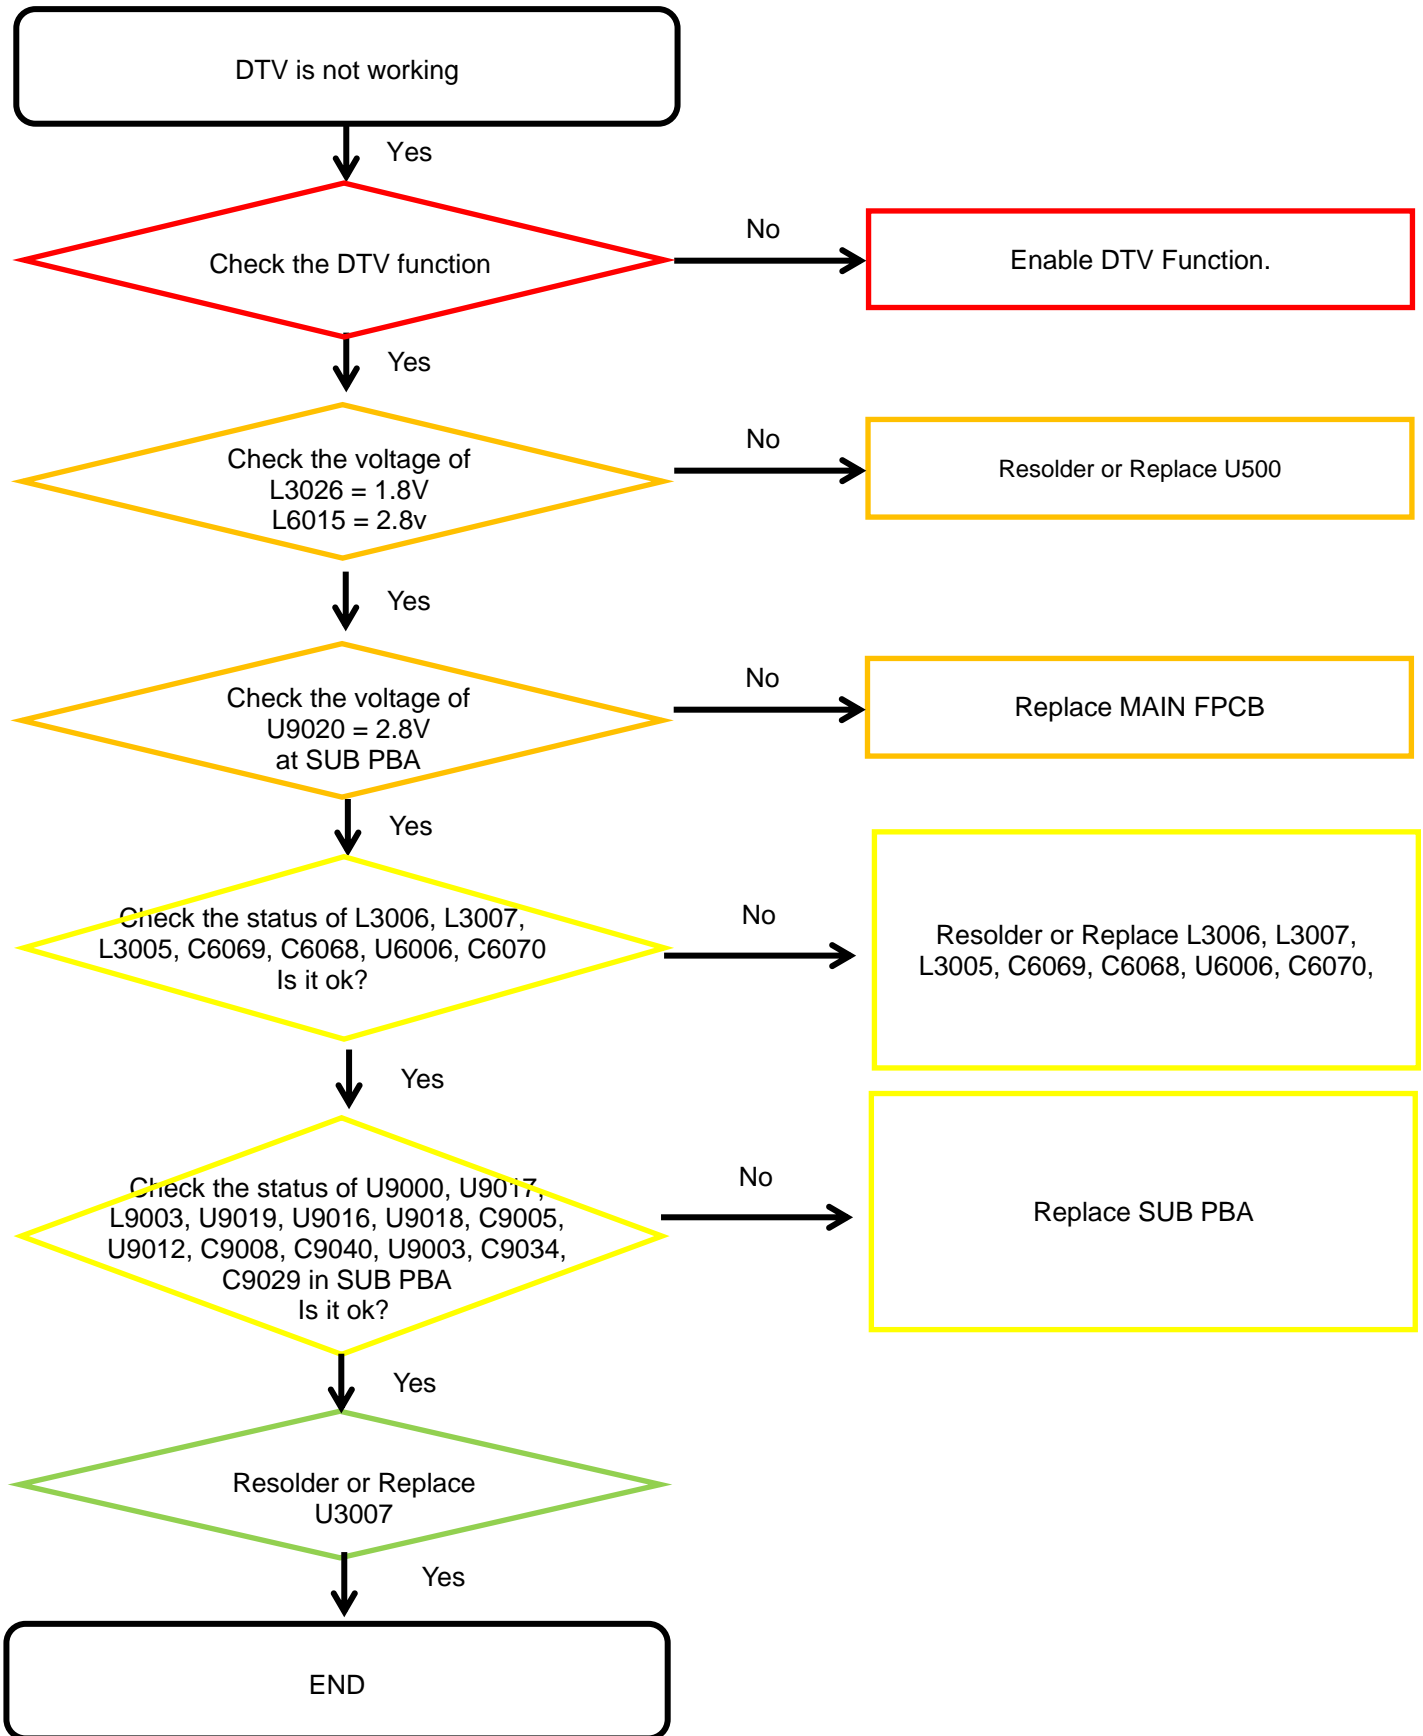 DTV is not working
Yes
Check the DTV function
No
Enable DTV Function.
Yes
Check the voltage of
L3026 = 1.8V
L6015 = 2.8v
No
Resolder or Replace U500
Yes
Check the voltage of
U9020 = 2.8V
at SUB PBA
No
Replace MAIN FPCB
Yes
Check the status of L3006, L3007,
L3005, C6069, C6068, U6006, C6070
Is it ok?
No
Resolder or Replace L3006, L3007,
L3005, C6069, C6068, U6006, C6070,
Yes
Check the status of U9000, U9017,
L9003, U9019, U9016, U9018, C9005,
U9012, C9008, C9040, U9003, C9034,
C9029 in SUB PBA
Is it ok?
No
Replace SUB PBA
Yes
Resolder or Replace
U3007
Yes
END